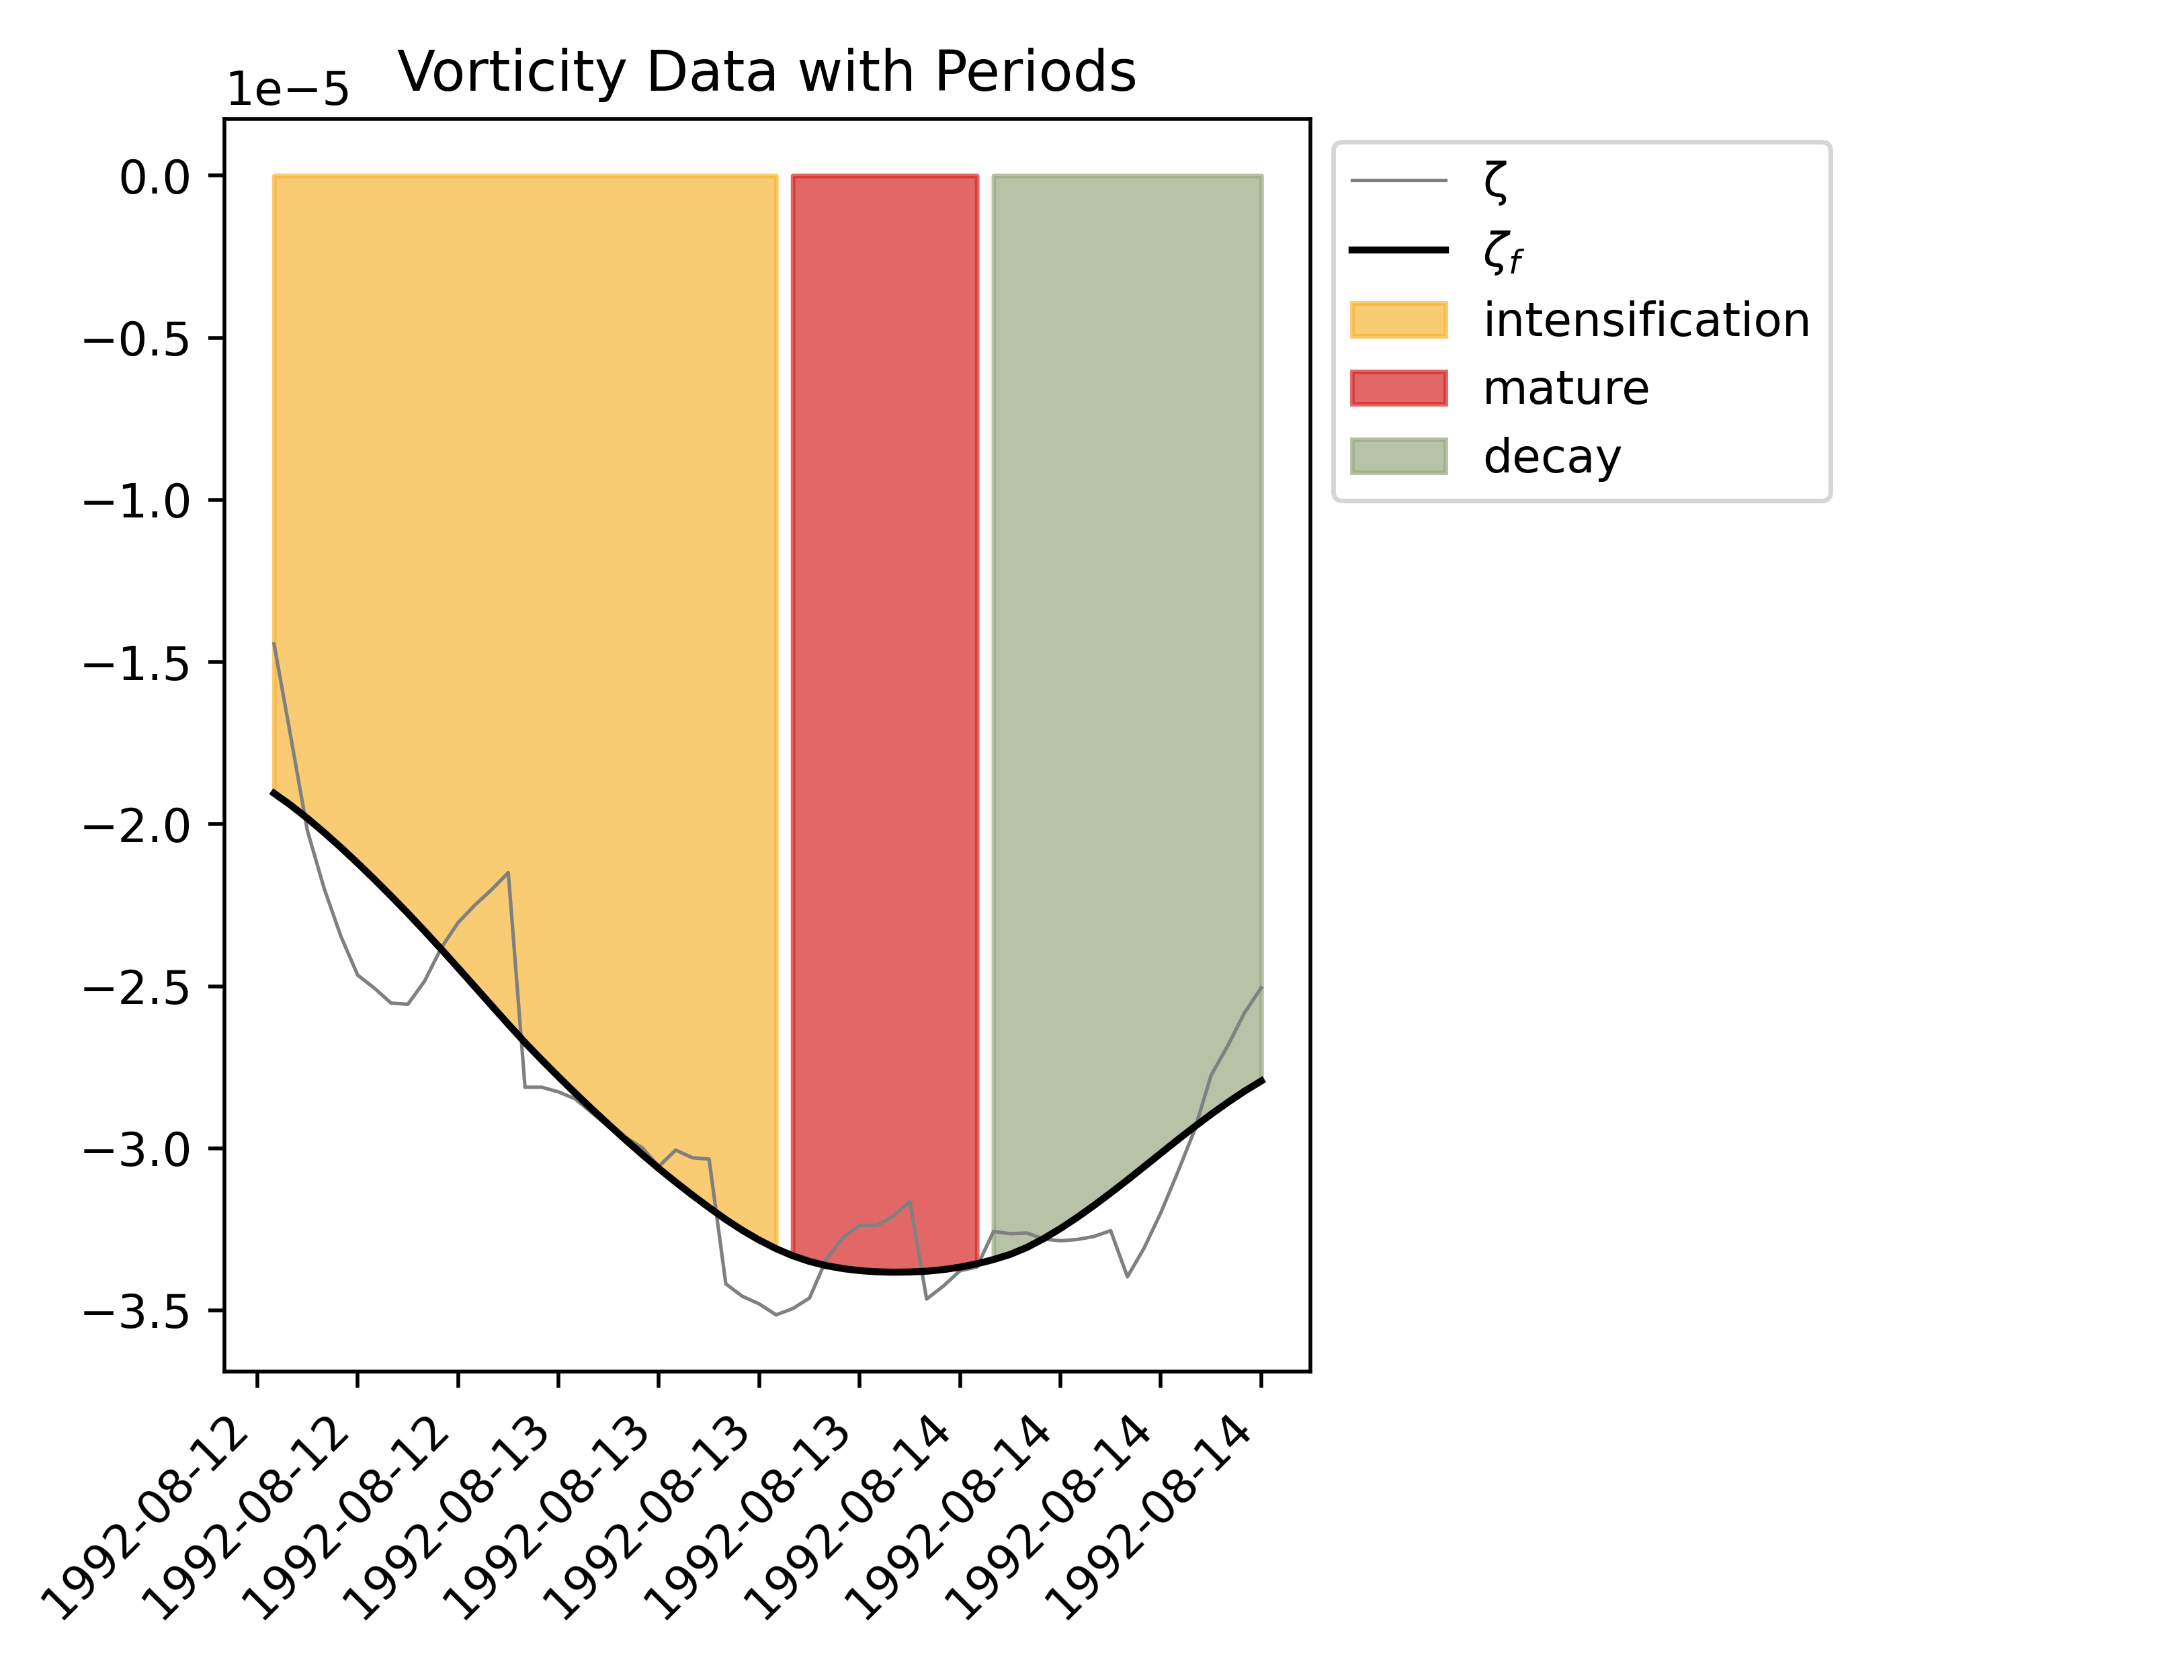 Vorticity Data with Periods
1e−5
0.0
−0.5
−1.0
−1.5
−2.0
−2.5
−3.0
−3.5
1992-08-12
1992-08-12
1992-08-12
1992-08-13
1992-08-13
1992-08-13
1992-08-13
1992-08-14
1992-08-14
1992-08-14
1992-08-14
ζ
ζf
intensification
mature
decay